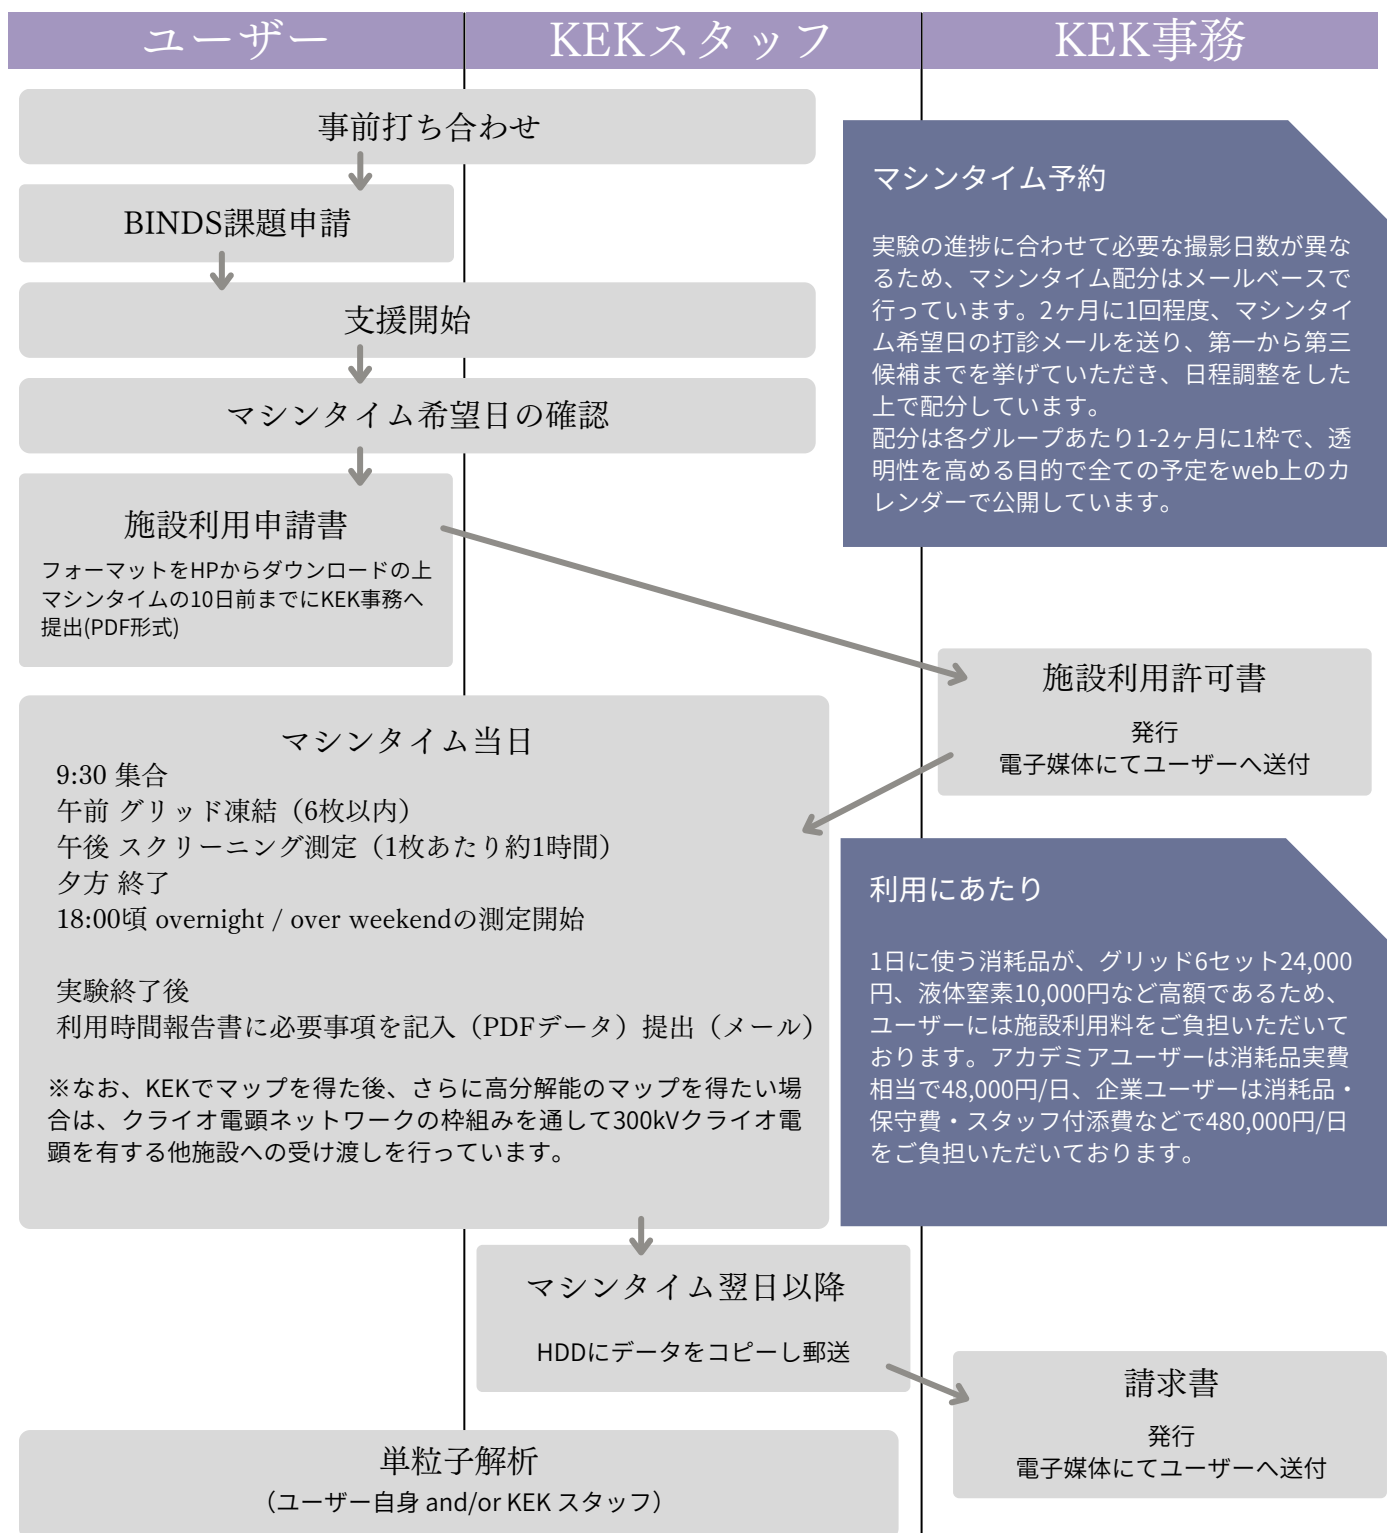 ユーザー
KEKスタッフ
KEK事務
事前打ち合わせ
BINDS課題申請
支援開始
マシンタイム希望日の確認
施設利用申請書
フォーマットをHPからダウンロードの上
マシンタイムの10日前までにKEK事務へ
提出(PDF形式)
マシンタイム予約
実験の進捗に合わせて必要な撮影日数が異な
るため、マシンタイム配分はメールベースで
行っています。2ヶ月に1回程度、マシンタイ
ム希望日の打診メールを送り、第一から第三
候補までを挙げていただき、日程調整をした
上で配分しています。
配分は各グループあたり1-2ヶ月に1枠で、透
明性を高める目的で全ての予定をweb上のカ
レンダーで公開しています。
施設利用許可書
発行
電子媒体にてユーザーへ送付
マシンタイム当日
9:30 集合
午前 グリッド凍結（6枚以内）
午後 スクリーニング測定（1枚あたり約1時間）
夕方 終了
18:00頃 overnight / over weekendの測定開始
実験終了後
利用時間報告書に必要事項を記入（PDFデータ）提出（メール）
※なお、KEKでマップを得た後、さらに高分解能のマップを得たい場
合は、クライオ電顕ネットワークの枠組みを通して300kVクライオ電
顕を有する他施設への受け渡しを行っています。
利用にあたり
1日に使う消耗品が、グリッド6セット24,000
円、液体窒素10,000円など高額であるため、
ユーザーには施設利用料をご負担いただいて
おります。アカデミアユーザーは消耗品実費
相当で48,000円/日、企業ユーザーは消耗品・
保守費・スタッフ付添費などで480,000円/日
をご負担いただいております。
マシンタイム翌日以降
HDDにデータをコピーし郵送
請求書
発行
電子媒体にてユーザーへ送付
単粒子解析
（ユーザー自身 and/or KEK スタッフ）